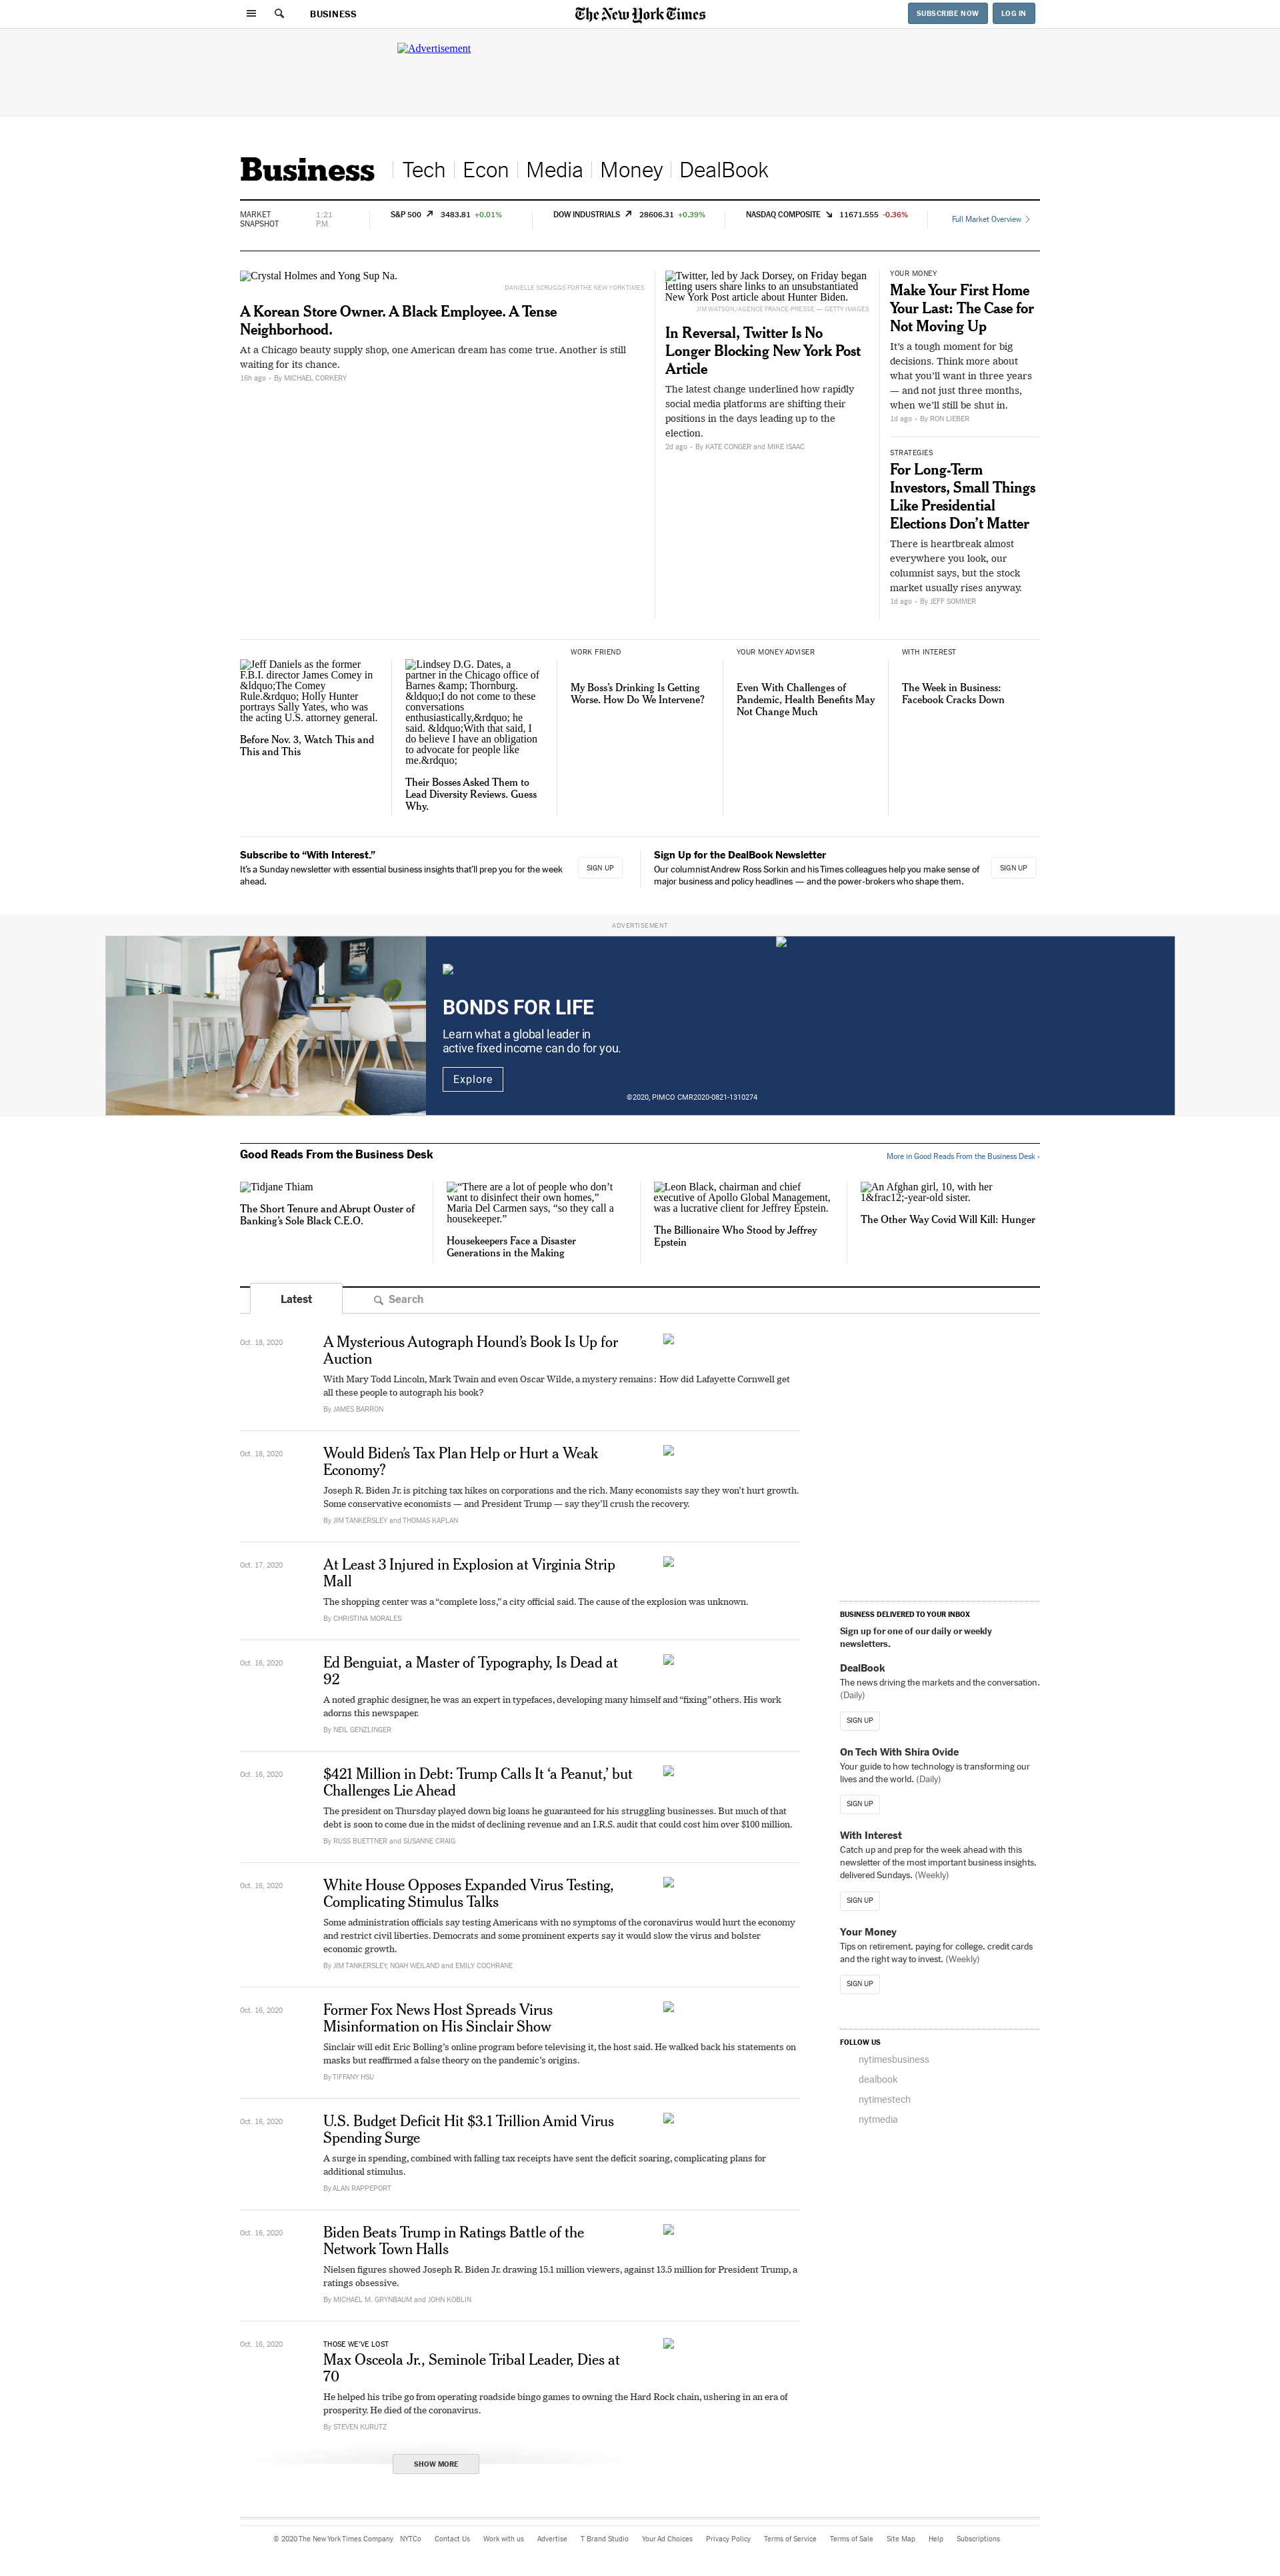 BUSINESS
The New York Times
SUBSCRIBE NOW
LOG IN
Advertisement
Business
Tech
Econ
Media
Money
DealBook
MARKET
SNAPSHOT
1:21
P.M.
S&P 500 3483.81 +0.01%
DOW INDUSTRIALS 28606.31 +0.39%
NASDAQ COMPOSITE 11671.555 -0.36%
Full Market Overview
Crystal Holmes and Yong Sup Na.
DANIELLE SCRUGGS FOR THE NEW YORK TIMES
A Korean Store Owner. A Black Employee. A Tense
Neighborhood.
At a Chicago beauty supply shop, one American dream has come true. Another is still
waiting for its chance.
16h ago • By MICHAEL CORKERY
Twitter, led by Jack Dorsey, on Friday began
letting users share links to an unsubstantiated
New York Post article about Hunter Biden.
JIM WATSON/AGENCE FRANCE-PRESSE — GETTY IMAGES
In Reversal, Twitter Is No
Longer Blocking New York Post
Article
The latest change underlined how rapidly
social media platforms are shifting their
positions in the days leading up to the
election.
2d ago • By KATE CONGER and MIKE ISAAC
YOUR MONEY
Make Your First Home
Your Last: The Case for
Not Moving Up
It’s a tough moment for big
decisions. Think more about
what you’ll want in three years
— and not just three months,
when we’ll still be shut in.
1d ago • By RON LIEBER
STRATEGIES
For Long-Term
Investors, Small Things
Like Presidential
Elections Don’t Matter
There is heartbreak almost
everywhere you look, our
columnist says, but the stock
market usually rises anyway.
1d ago • By JEFF SOMMER
Jeff Daniels as the former
F.B.I. director James Comey in
&ldquo;The Comey
Rule.&rdquo; Holly Hunter
portrays Sally Yates, who was
the acting U.S. attorney general.
Before Nov. 3, Watch This and
This and This
Lindsey D.G. Dates, a
partner in the Chicago office of
Barnes &amp; Thornburg.
&ldquo;I do not come to these
conversations
enthusiastically,&rdquo; he
said. &ldquo;With that said, I
do believe I have an obligation
to advocate for people like
me.&rdquo;
Their Bosses Asked Them to
Lead Diversity Reviews. Guess
Why.
WORK FRIEND
My Boss’s Drinking Is Getting
Worse. How Do We Intervene?
YOUR MONEY ADVISER
Even With Challenges of
Pandemic, Health Benefits May
Not Change Much
WITH INTEREST
The Week in Business:
Facebook Cracks Down
Subscribe to “With Interest.”
It’s a Sunday newsletter with essential business insights that’ll prep you for the week
ahead.
SIGN UP
Sign Up for the DealBook Newsletter
Our columnist Andrew Ross Sorkin and his Times colleagues help you make sense of
major business and policy headlines — and the power-brokers who shape them.
SIGN UP
ADVERTISEMENT
BONDS FOR LIFE
Learn what a global leader in
active fixed income can do for you.
Explore
©2020, PIMCO CMR2020-0821-1310274
Good Reads From the Business Desk
More in Good Reads From the Business Desk ›
Tidjane Thiam
The Short Tenure and Abrupt Ouster of
Banking’s Sole Black C.E.O.
“There are a lot of people who don’t
want to disinfect their own homes,”
Maria Del Carmen says, “so they call a
housekeeper.”
Housekeepers Face a Disaster
Generations in the Making
Leon Black, chairman and chief
executive of Apollo Global Management,
was a lucrative client for Jeffrey Epstein.
The Billionaire Who Stood by Jeffrey
Epstein
An Afghan girl, 10, with her
1&frac12;-year-old sister.
The Other Way Covid Will Kill: Hunger
Latest
Search
Oct. 18, 2020
A Mysterious Autograph Hound’s Book Is Up for
Auction
With Mary Todd Lincoln, Mark Twain and even Oscar Wilde, a mystery remains: How did Lafayette Cornwell get
all these people to autograph his book?
By JAMES BARRON
Oct. 18, 2020
Would Biden’s Tax Plan Help or Hurt a Weak
Economy?
Joseph R. Biden Jr. is pitching tax hikes on corporations and the rich. Many economists say they won’t hurt growth.
Some conservative economists — and President Trump — say they’ll crush the recovery.
By JIM TANKERSLEY and THOMAS KAPLAN
Oct. 17, 2020
At Least 3 Injured in Explosion at Virginia Strip
Mall
The shopping center was a “complete loss,” a city official said. The cause of the explosion was unknown.
By CHRISTINA MORALES
Oct. 16, 2020
Ed Benguiat, a Master of Typography, Is Dead at
92
A noted graphic designer, he was an expert in typefaces, developing many himself and “fixing” others. His work
adorns this newspaper.
By NEIL GENZLINGER
Oct. 16, 2020
$421 Million in Debt: Trump Calls It ‘a Peanut,’ but
Challenges Lie Ahead
The president on Thursday played down big loans he guaranteed for his struggling businesses. But much of that
debt is soon to come due in the midst of declining revenue and an I.R.S. audit that could cost him over $100 million.
By RUSS BUETTNER and SUSANNE CRAIG
Oct. 16, 2020
White House Opposes Expanded Virus Testing,
Complicating Stimulus Talks
Some administration officials say testing Americans with no symptoms of the coronavirus would hurt the economy
and restrict civil liberties. Democrats and some prominent experts say it would slow the virus and bolster
economic growth.
By JIM TANKERSLEY, NOAH WEILAND and EMILY COCHRANE
Oct. 16, 2020
Former Fox News Host Spreads Virus
Misinformation on His Sinclair Show
Sinclair will edit Eric Bolling’s online program before televising it, the host said. He walked back his statements on
masks but reaffirmed a false theory on the pandemic’s origins.
By TIFFANY HSU
Oct. 16, 2020
U.S. Budget Deficit Hit $3.1 Trillion Amid Virus
Spending Surge
A surge in spending, combined with falling tax receipts have sent the deficit soaring, complicating plans for
additional stimulus.
By ALAN RAPPEPORT
Oct. 16, 2020
Biden Beats Trump in Ratings Battle of the
Network Town Halls
Nielsen figures showed Joseph R. Biden Jr. drawing 15.1 million viewers, against 13.5 million for President Trump, a
ratings obsessive.
By MICHAEL M. GRYNBAUM and JOHN KOBLIN
Oct. 16, 2020
THOSE WE’VE LOST
Max Osceola Jr., Seminole Tribal Leader, Dies at
70
He helped his tribe go from operating roadside bingo games to owning the Hard Rock chain, ushering in an era of
prosperity. He died of the coronavirus.
By STEVEN KURUTZ
SHOW MORE
BUSINESS DELIVERED TO YOUR INBOX
Sign up for one of our daily or weekly
newsletters.
DealBook
The news driving the markets and the conversation.
(Daily)
SIGN UP
On Tech With Shira Ovide
Your guide to how technology is transforming our
lives and the world. (Daily)
SIGN UP
With Interest
Catch up and prep for the week ahead with this
newsletter of the most important business insights,
delivered Sundays. (Weekly)
SIGN UP
Your Money
Tips on retirement, paying for college, credit cards
and the right way to invest. (Weekly)
SIGN UP
FOLLOW US
nytimesbusiness
dealbook
nytimestech
nytmedia
© 2020 The New York Times Company NYTCo Contact Us Work with us Advertise T Brand Studio Your Ad Choices Privacy Policy Terms of Service Terms of Sale Site Map Help Subscriptions